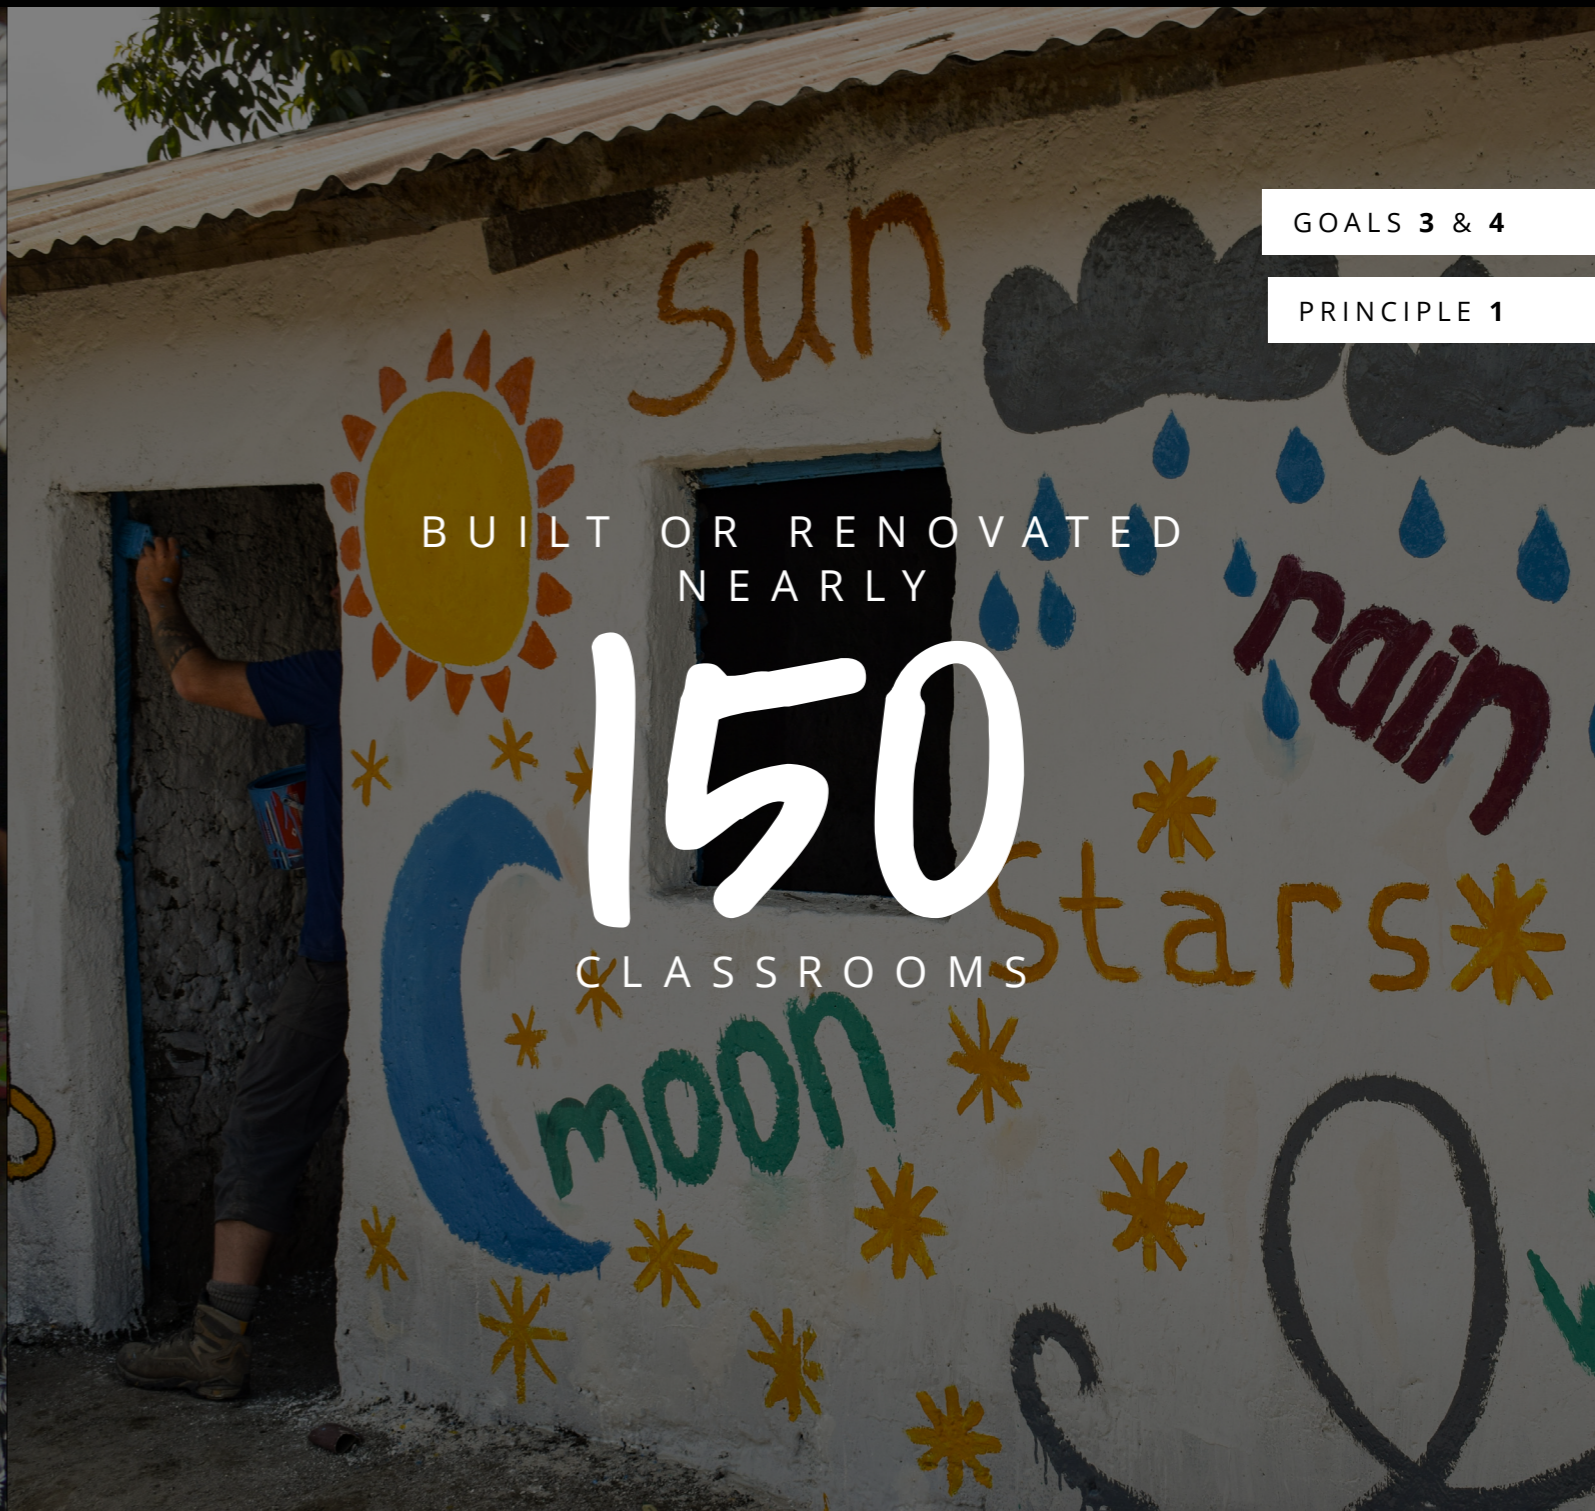 GOALS 3 & 4
PRINCIPLE 1
sun
BUILT OR RENOVATED
NEARLY
150
CLASSROOMS
rain
stars
moon